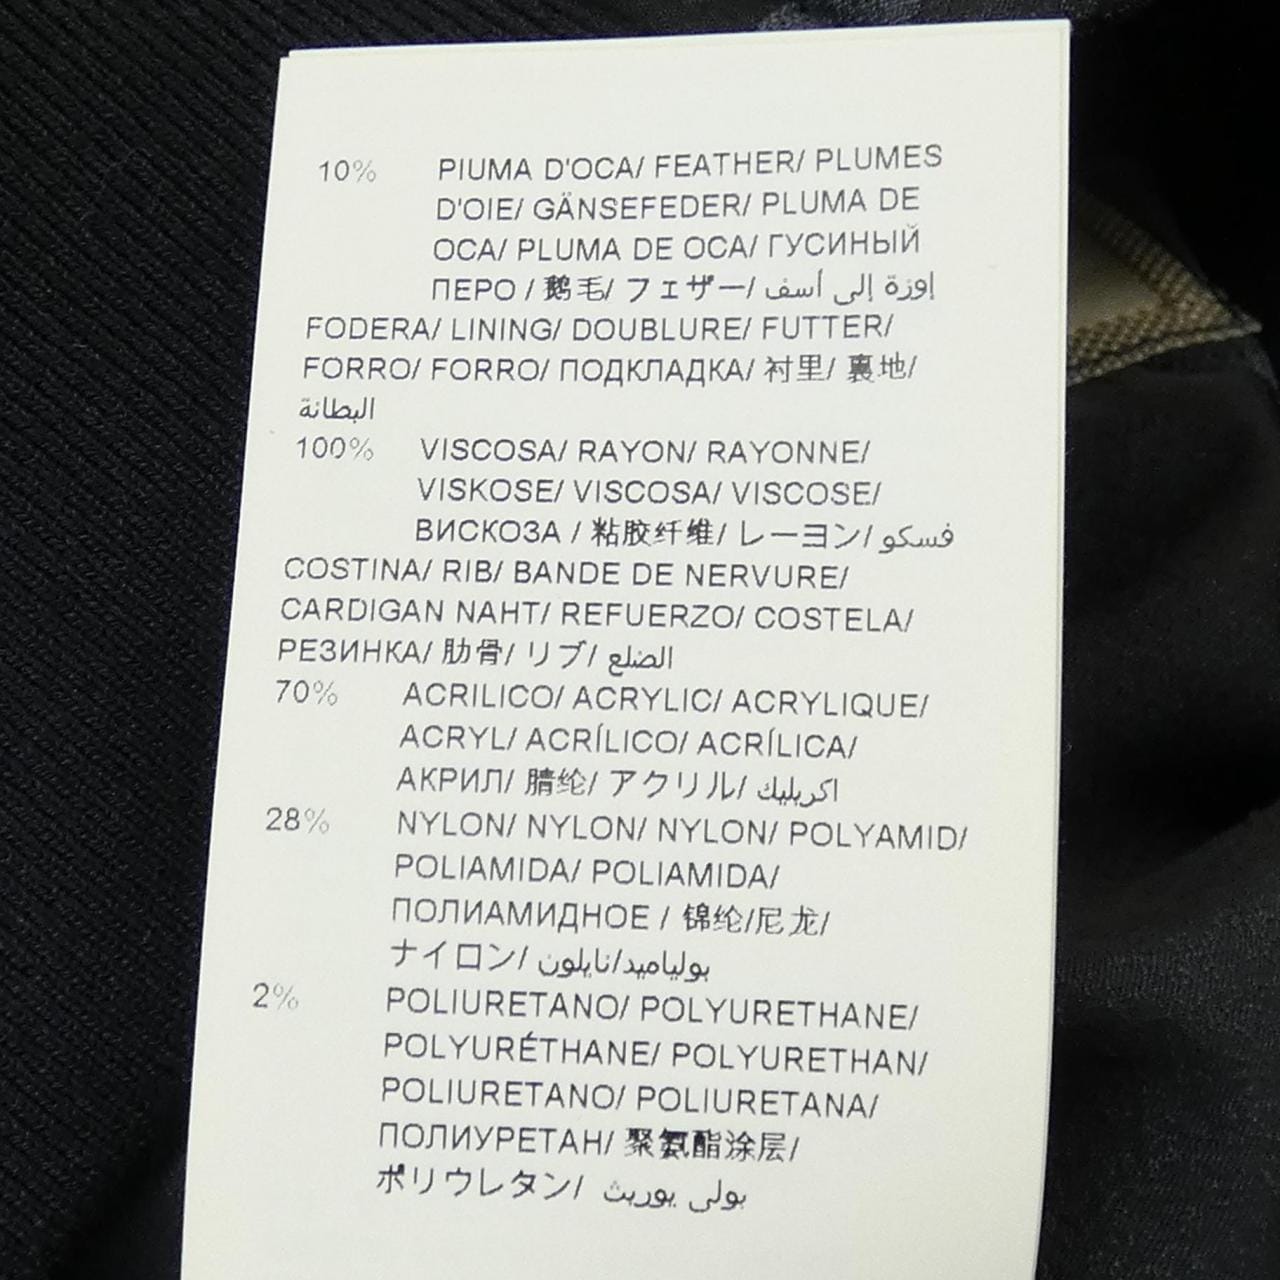 10% PIUMA D'OCA/ FEATHER/ PLUMES
D'OIE/ GÄNSEFEDER/ PLUMA DE
OCA/ PLUMA DE OCA/ ГУСИНЫЙ
ПЕРО / 鹅毛/ フェザー/ إوزة إلى أسف
FODERA/ LINING/ DOUBLURE/ FUTTER/
FORRO/ FORRO/ ПОДКЛАДКА/ 衬里/ 裏地/
البطانة
100% VISCOSA/ RAYON/ RAYONNE/
VISKOSE/ VISCOSA/ VISCOSE/
ВИСКОЗА / 粘胶纤维/ レーヨン/ فسكو
COSTINA/ RIB/ BANDE DE NERVURE/
CARDIGAN NAHT/ REFUERZO/ COSTELA/
РЕЗИНКА/ 肋骨/ リブ/ الضلع
70% ACRILICO/ ACRYLIC/ ACRYLIQUE/
ACRYL/ ACRÍLICO/ ACRÍLICA/
АКРИЛ/ 腈纶/ アクリル/ اكريليك
28% NYLON/ NYLON/ NYLON/ POLYAMID/
POLIAMIDA/ POLIAMIDA/
ПОЛИАМИДНОЕ / 锦纶/尼龙/
ナイロン/ بولياميد/نايلون
2% POLIURETANO/ POLYURETHANE/
POLYURÉTHANE/ POLYURETHAN/
POLIURETANO/ POLIURETANA/
ПОЛИУРЕТАН/ 聚氨酯涂层/
ポリウレタン/ بولي يوريث